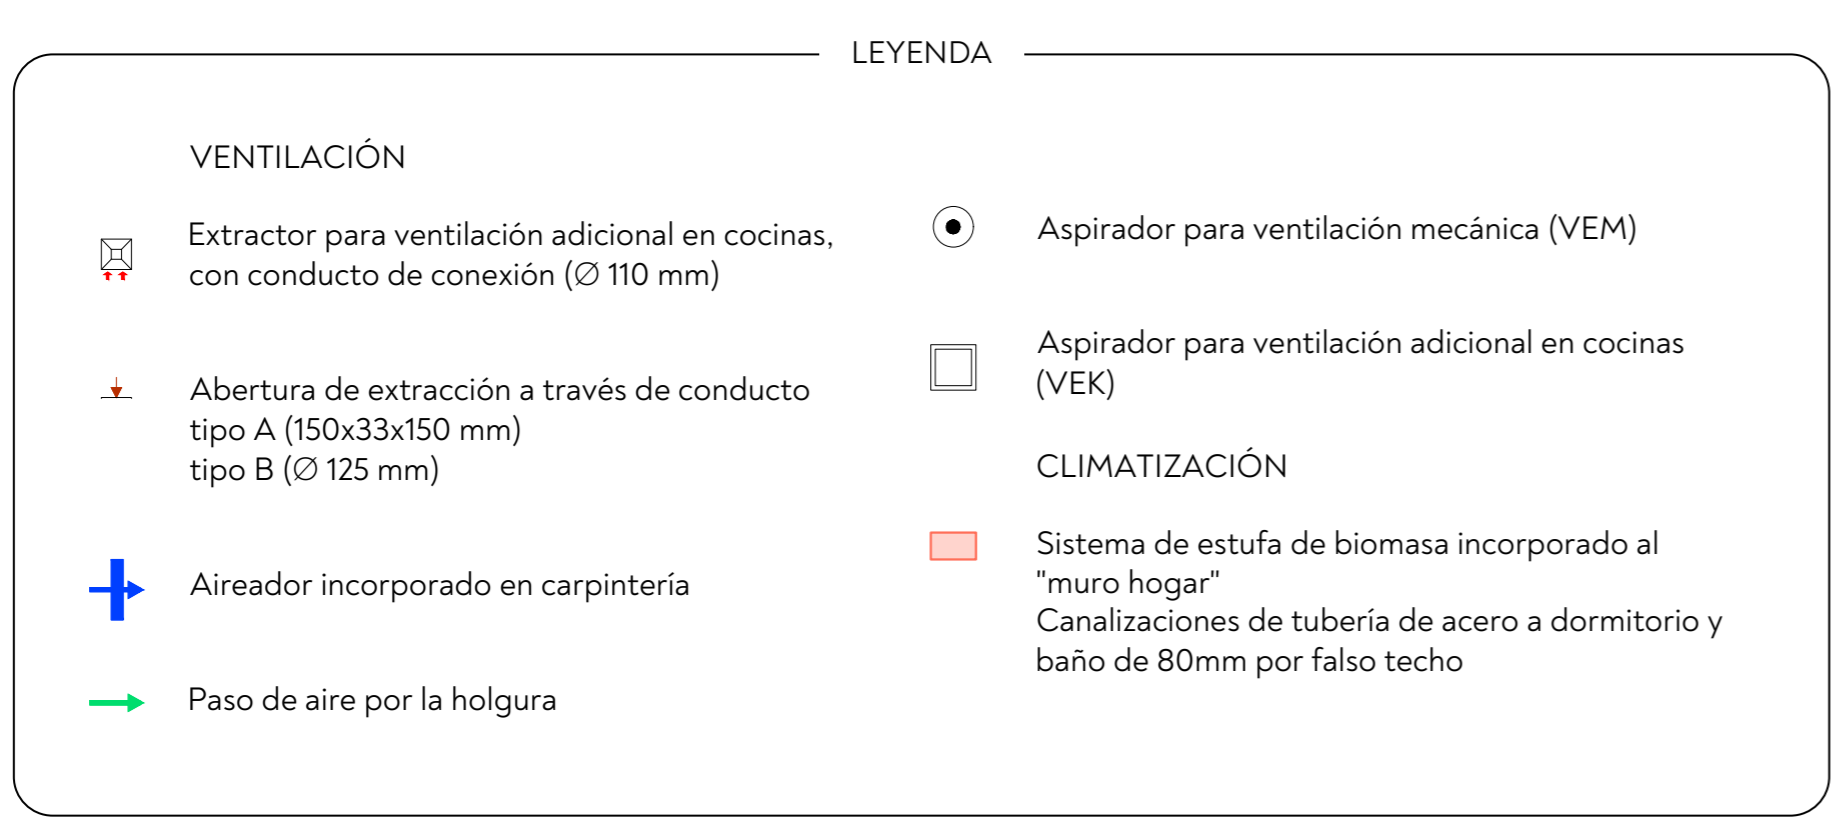 LEYENDA
VENTILACIÓN
Extractor para ventilación adicional en cocinas,
con conducto de conexión (∅ 110 mm)
Abertura de extracción a través de conducto
tipo A (150x33x150 mm)
tipo B (∅ 125 mm)
Aireador incorporado en carpintería
Paso de aire por la holgura
Aspirador para ventilación mecánica (VEM)
Aspirador para ventilación adicional en cocinas
(VEK)
CLIMATIZACIÓN
Sistema de estufa de biomasa incorporado al
"muro hogar"
Canalizaciones de tubería de acero a dormitorio y
baño de 80mm por falso techo